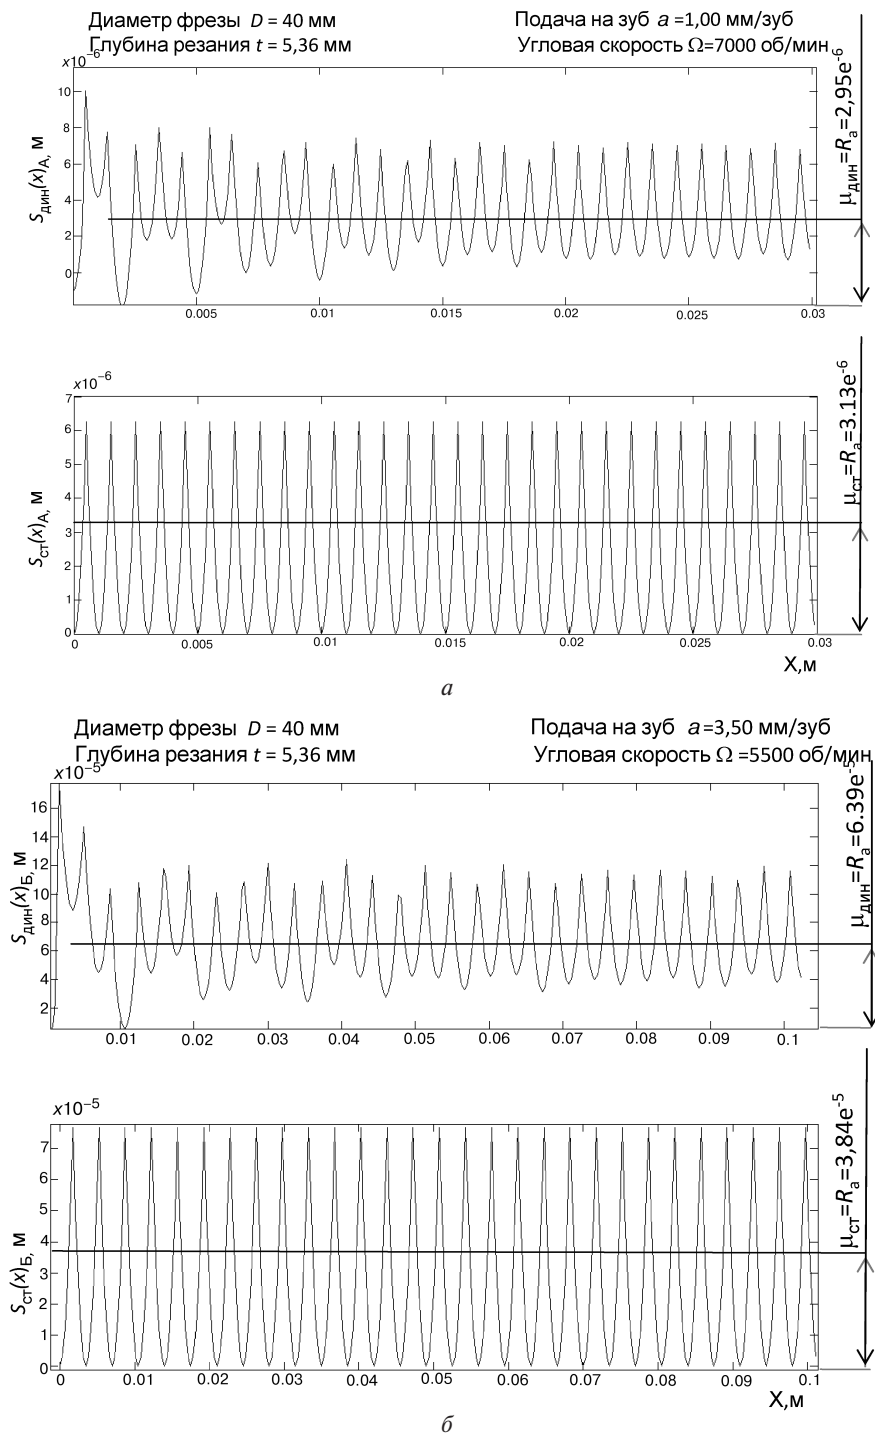 Диаметр фрезы D = 40 мм
Подача на зуб a =1,00 мм/зуб
Глубина резания t = 5,36 мм
Угловая скорость Ω=7000 об/мин
x10⁻⁶
10
8
6
4
2
0
Sдин(x)А, м
0.005
0.01
0.015
0.02
0.025
0.03
μдин=Ra=2,95e-6
x10⁻⁶
7
6
5
4
3
2
1
0
Sст(x)А, м
0
0.005
0.01
0.015
0.02
0.025
0.03
μст=Ra=3.13e-6
X,м
а
Диаметр фрезы D = 40 мм
Подача на зуб a=3,50 мм/зуб
Глубина резания t = 5,36 мм
Угловая скорость Ω =5500 об/мин
x10⁻⁵
16
14
12
10
8
6
4
2
Sдин(x)Б, м
0.01
0.02
0.03
0.04
0.05
0.06
0.07
0.08
0.09
0.1
μдин=Ra=6.39e-5
x10⁻⁵
7
6
5
4
3
2
1
0
Sст(x)Б, м
0
0.01
0.02
0.03
0.04
0.05
0.06
0.07
0.08
0.09
0.1
μст=Ra=3,84e-5
X,м
б